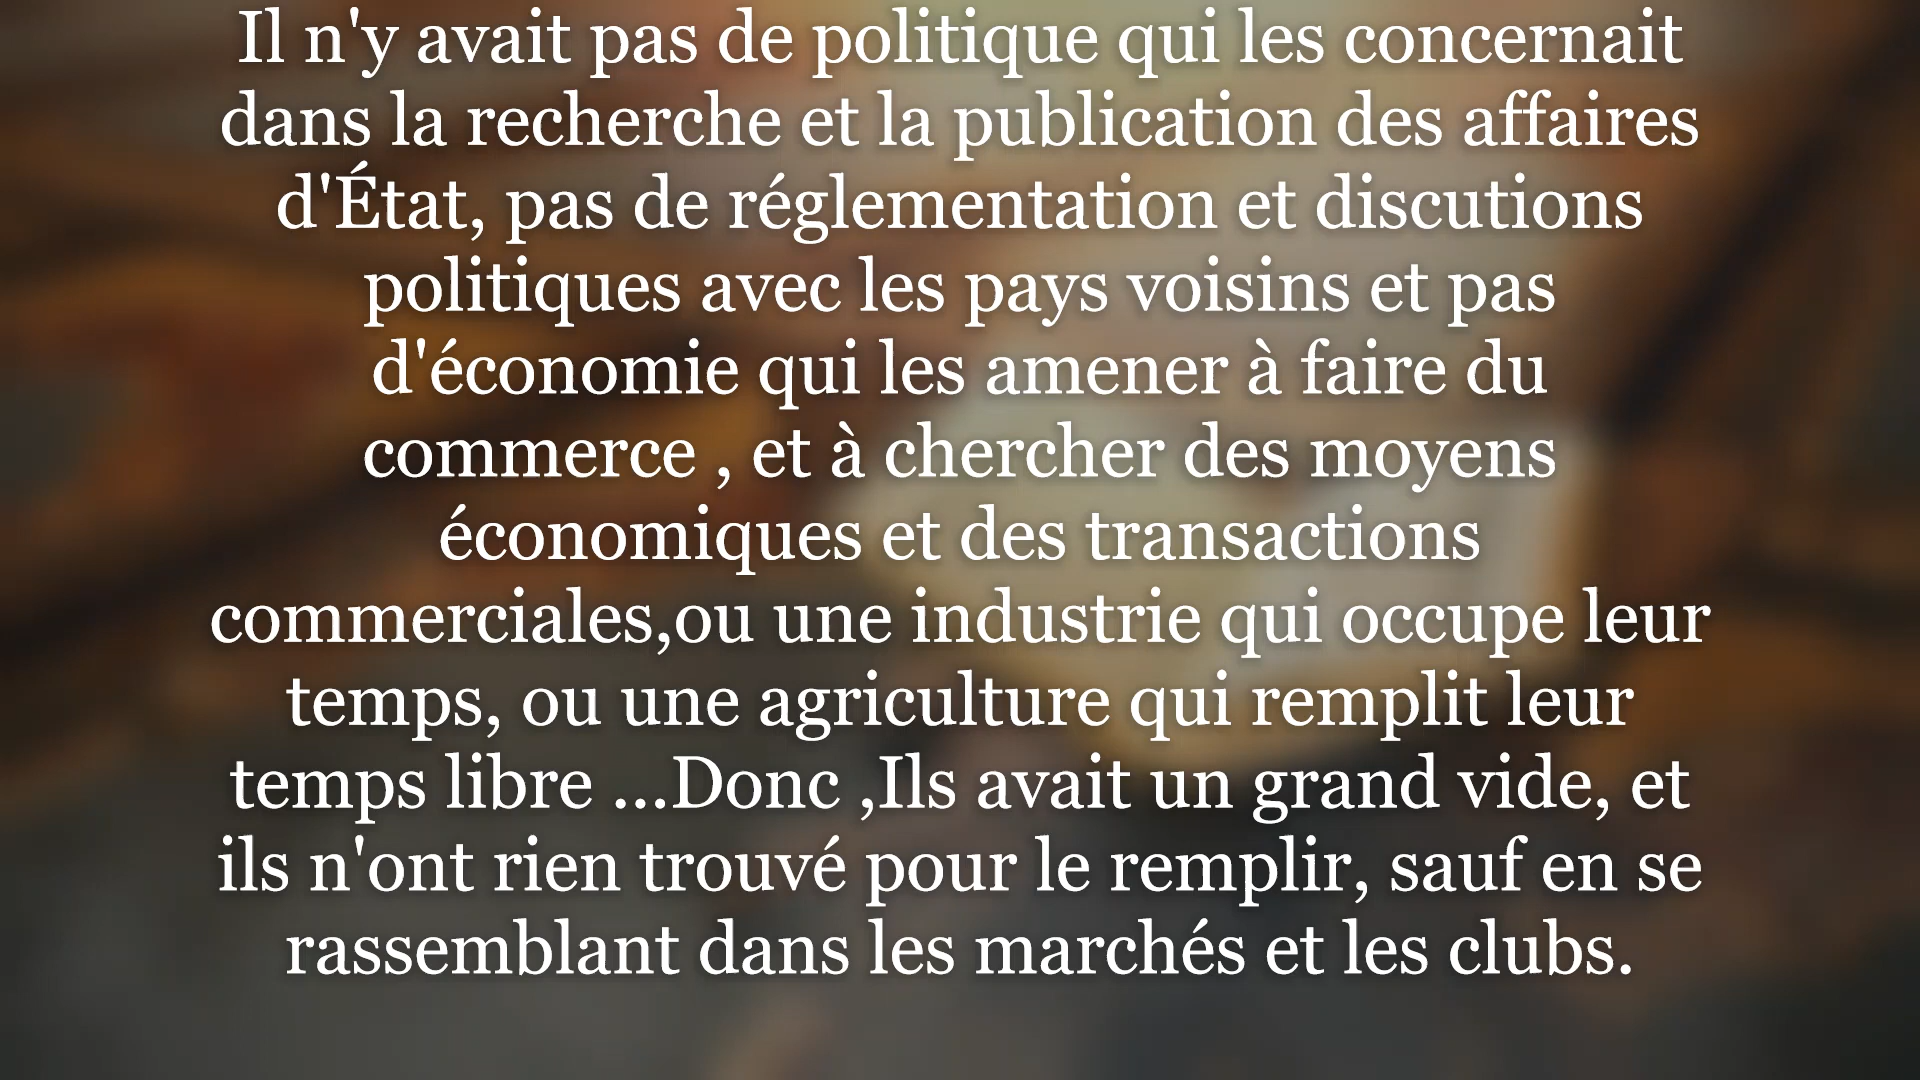 Il n'y avait pas de politique qui les concernait
dans la recherche et la publication des affaires
d'État, pas de réglementation et discutions
politiques avec les pays voisins et pas
d'économie qui les amener à faire du
commerce , et à chercher des moyens
économiques et des transactions
commerciales,ou une industrie qui occupe leur
temps, ou une agriculture qui remplit leur
temps libre ...Donc ,Ils avait un grand vide, et
ils n'ont rien trouvé pour le remplir, sauf en se
rassemblant dans les marchés et les clubs.